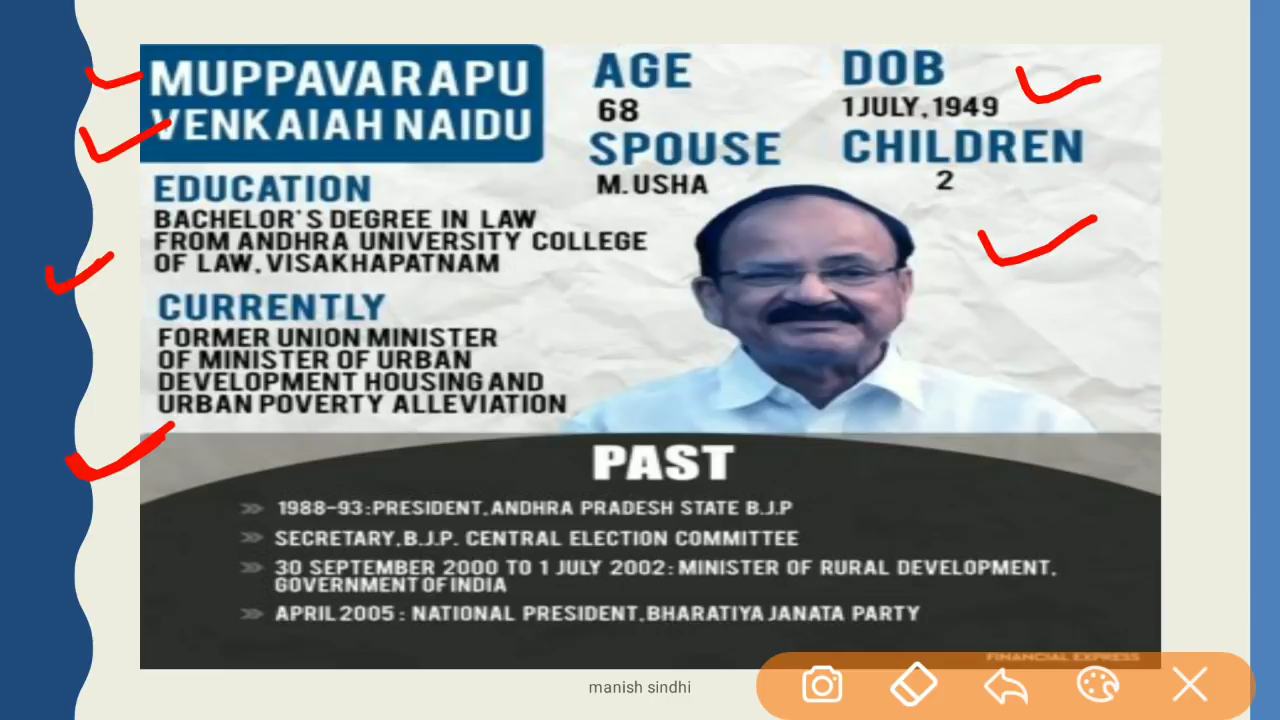 MUPPAVARAPU
VENKAIAH NAIDU
AGE
68
SPOUSE
M. USHA
DOB
1 JULY, 1949
CHILDREN
2
EDUCATION
BACHELOR'S DEGREE IN LAW
FROM ANDHRA UNIVERSITY COLLEGE
OF LAW, VISAKHAPATNAM
CURRENTLY
FORMER UNION MINISTER
OF MINISTER OF URBAN
DEVELOPMENT HOUSING AND
URBAN POVERTY ALLEVIATION
PAST
1988-93: PRESIDENT, ANDHRA PRADESH STATE B.J.P
SECRETARY, B.J.P. CENTRAL ELECTION COMMITTEE
30 SEPTEMBER 2000 TO 1 JULY 2002: MINISTER OF RURAL DEVELOPMENT,
GOVERNMENT OF INDIA
APRIL 2005: NATIONAL PRESIDENT, BHARATIYA JANATA PARTY
FINANCIAL EXPRESS
manish sindhi